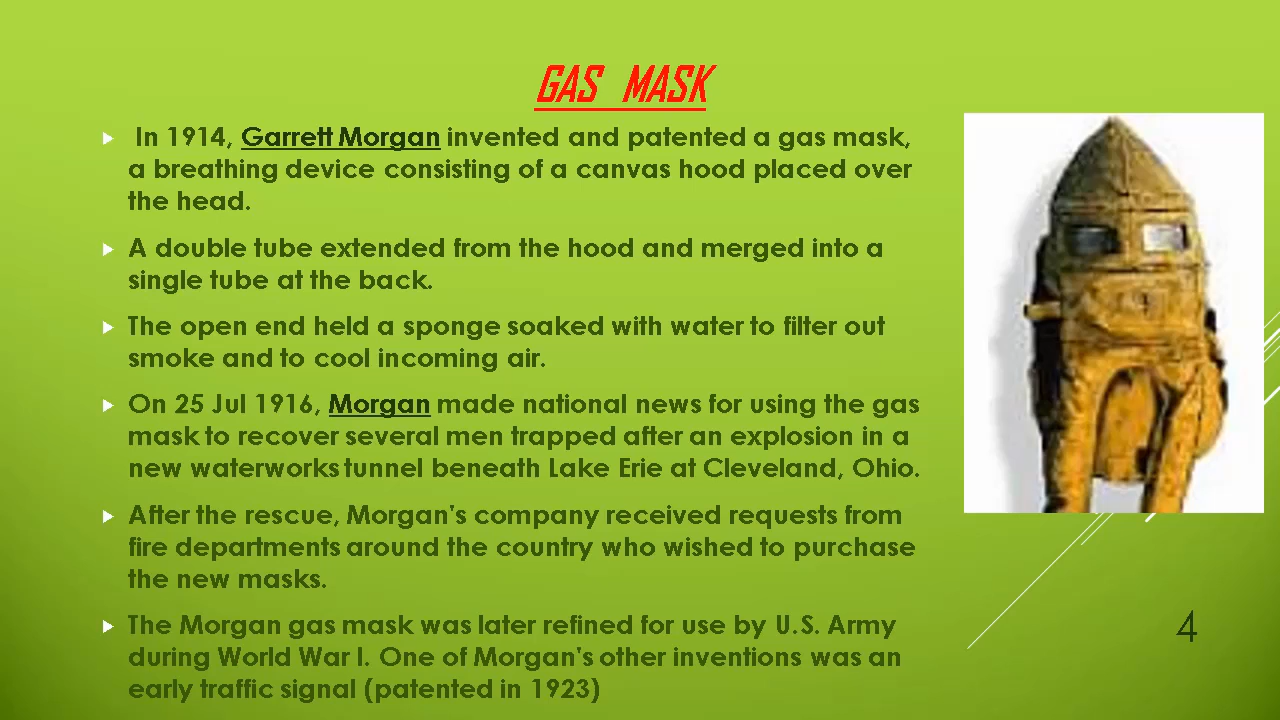 GAS MASK
In 1914, Garrett Morgan invented and patented a gas mask,
a breathing device consisting of a canvas hood placed over
the head.
A double tube extended from the hood and merged into a
single tube at the back.
The open end held a sponge soaked with water to filter out
smoke and to cool incoming air.
On 25 Jul 1916, Morgan made national news for using the gas
mask to recover several men trapped after an explosion in a
new waterworks tunnel beneath Lake Erie at Cleveland, Ohio.
After the rescue, Morgan's company received requests from
fire departments around the country who wished to purchase
the new masks.
The Morgan gas mask was later refined for use by U.S. Army
during World War I. One of Morgan's other inventions was an
early traffic signal (patented in 1923)
4